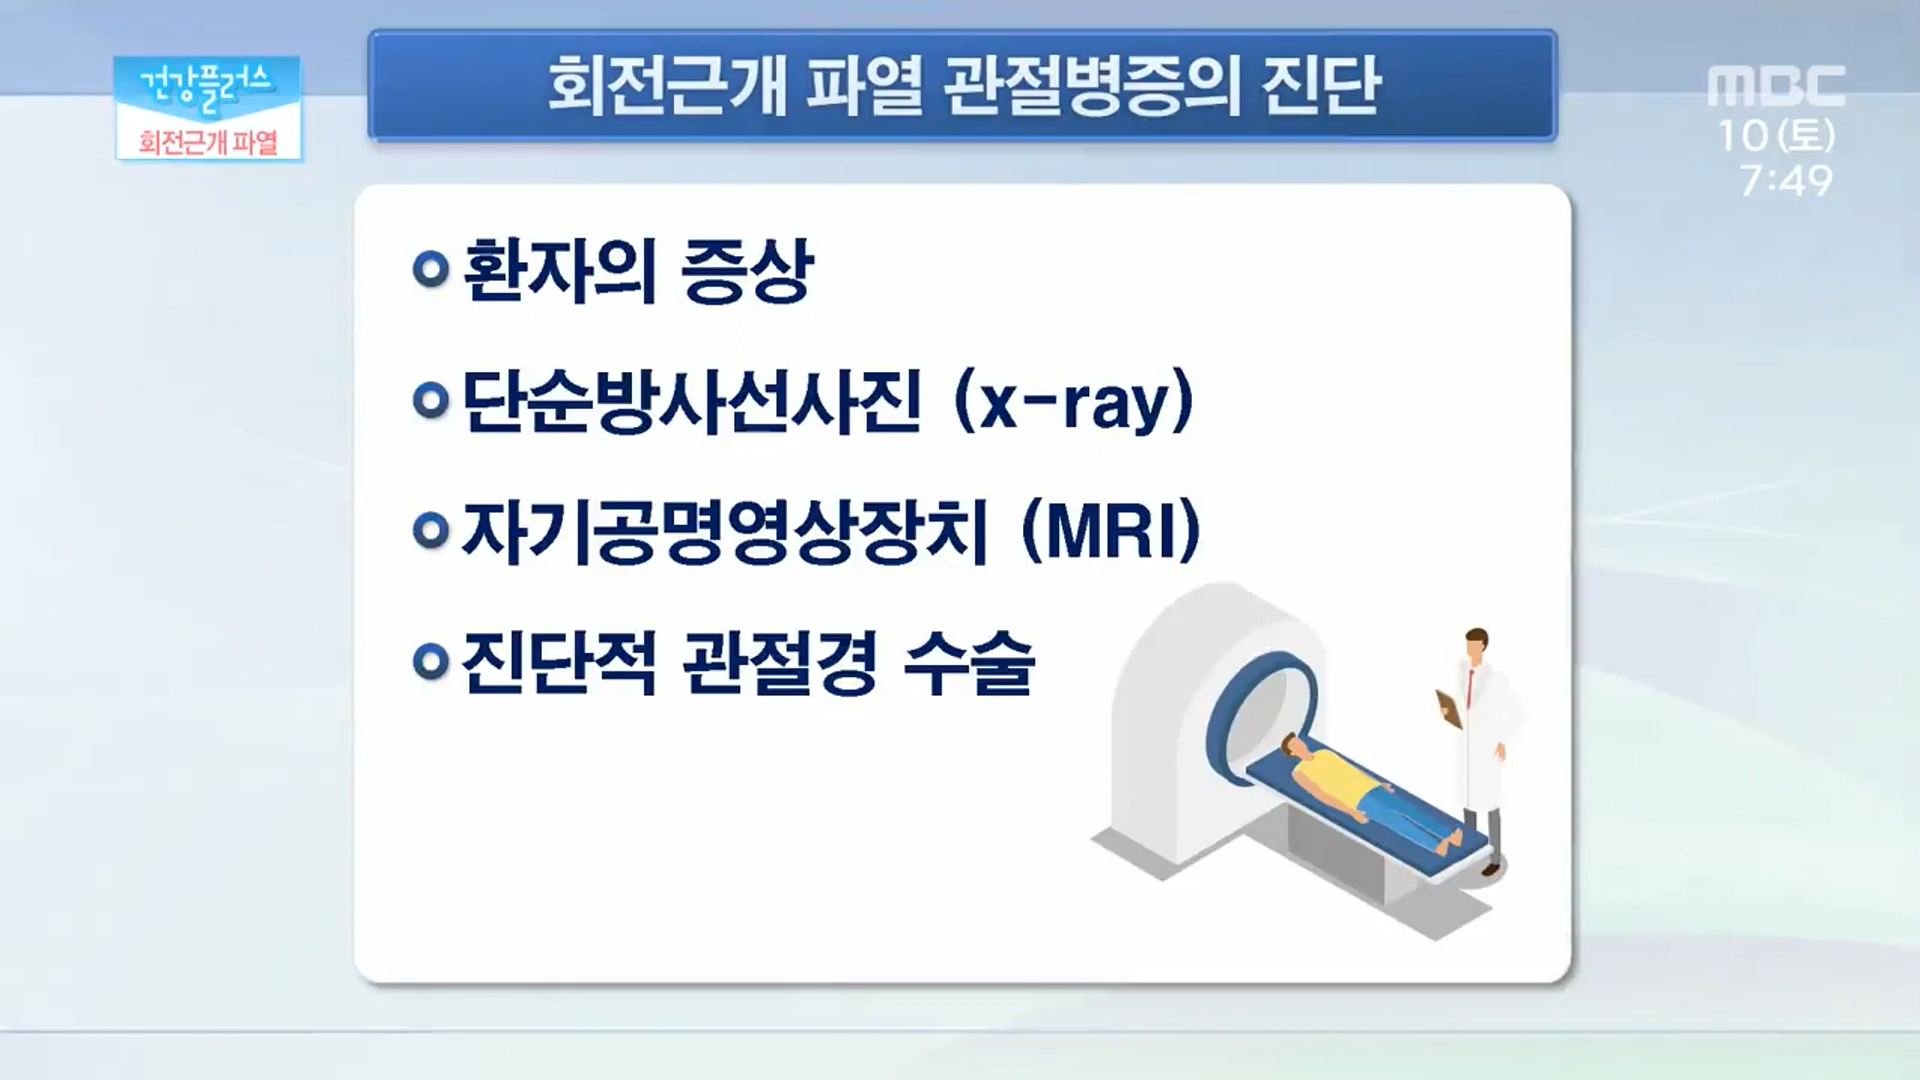 회전근개 파열 관절병증의 진단
건강플러스
회전근개 파열
MBC
10(토)
7:49
환자의 증상
단순방사선사진 (x-ray)
자기공명영상장치 (MRI)
진단적 관절경 수술